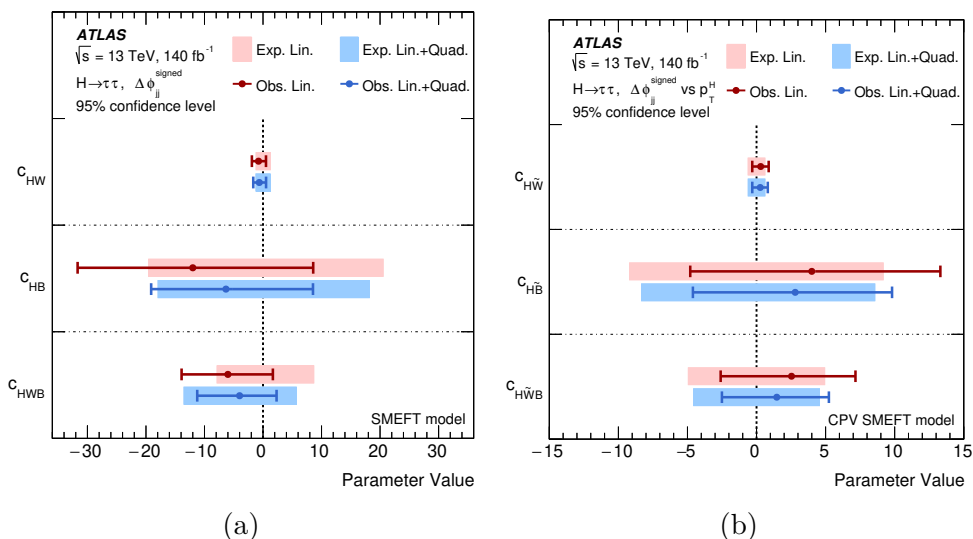 ATLAS
√s = 13 TeV, 140 fb⁻¹
H→ττ, Δϕ_jj^signed
95% confidence level
Exp. Lin.
Exp. Lin.+Quad.
Obs. Lin.
Obs. Lin.+Quad.
c_HW
c_HB
c_HWB
SMEFT model
−30 −20 −10 0 10 20 30
Parameter Value
(a)
ATLAS
√s = 13 TeV, 140 fb⁻¹
H→ττ, Δϕ_jj^signed vs p_T^H
95% confidence level
Exp. Lin.
Exp. Lin.+Quad.
Obs. Lin.
Obs. Lin.+Quad.
c_HW̃
c_HB̃
c_HW̃B
CPV SMEFT model
−15 −10 −5 0 5 10 15
Parameter Value
(b)